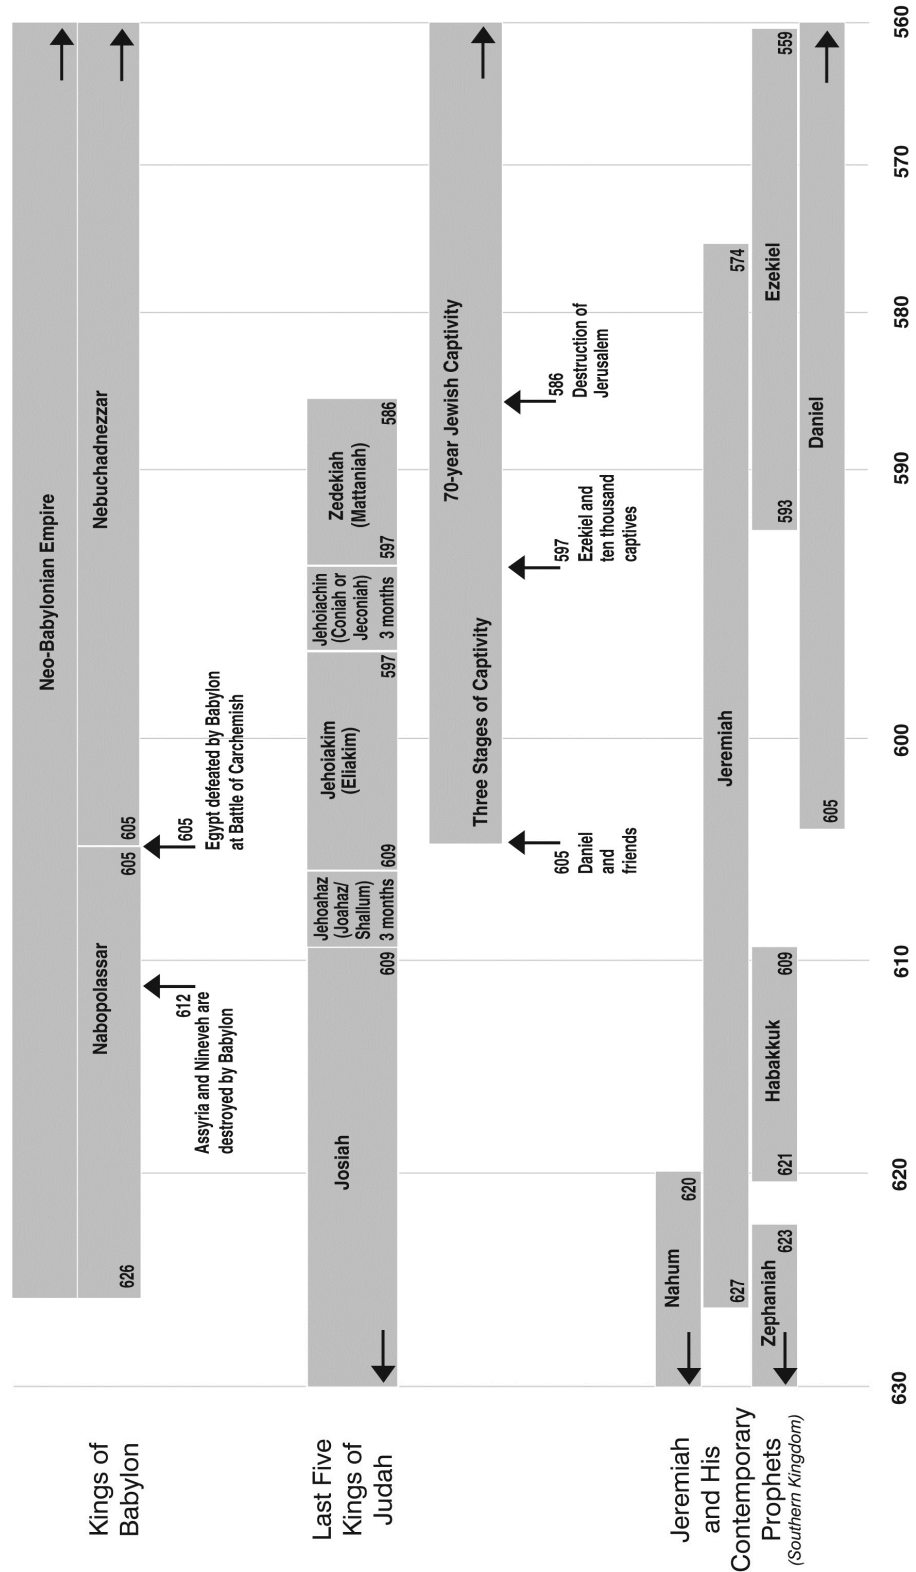 Kings of
Babylon
Neo-Babylonian Empire
626
Nabopolassar
605
605
Nebuchadnezzar
612
Assyria and Nineveh are
destroyed by Babylon
605
Egypt defeated by Babylon
at Battle of Carchemish
Last Five
Kings of
Judah
Josiah
609
Jehoahaz
(Joahaz/
Shallum)
3 months
609
Jehoiakim
(Eliakim)
597
Jehoiachin
(Coniah or
Jeconiah)
3 months
597
Zedekiah
(Mattaniah)
586
70-year Jewish Captivity
Three Stages of Captivity
605
Daniel
and
friends
597
Ezekiel and
ten thousand
captives
586
Destruction of
Jerusalem
Jeremiah
and His
Contemporary
Prophets
(Southern Kingdom)
Nahum
620
627
Jeremiah
574
Zephaniah
623
621
Habakkuk
609
593
Ezekiel
559
605
Daniel
630
620
610
600
590
580
570
560